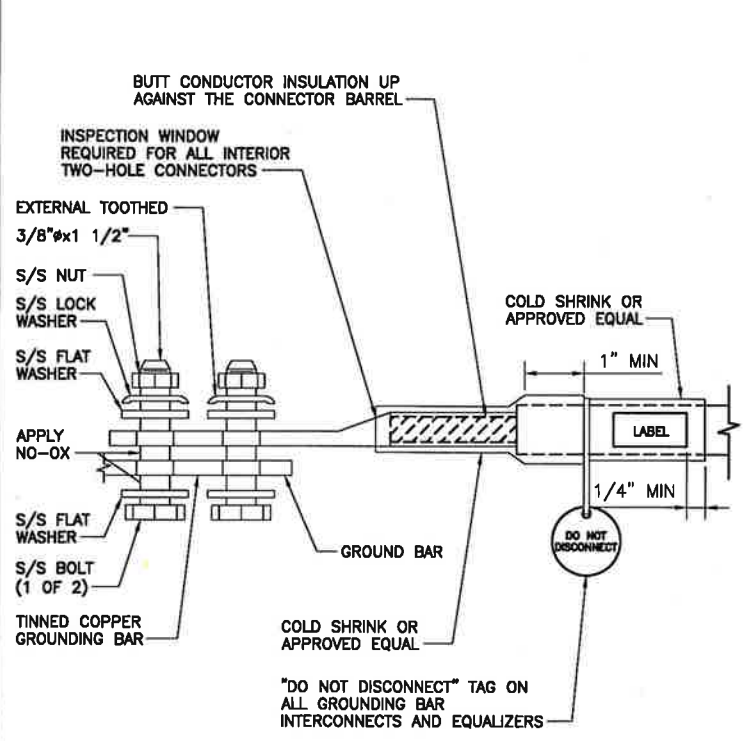 BUTT CONDUCTOR INSULATION UP
AGAINST THE CONNECTOR BARREL
INSPECTION WINDOW
REQUIRED FOR ALL INTERIOR
TWO-HOLE CONNECTORS
EXTERNAL TOOTHED
3/8"øx1 1/2"
S/S NUT
S/S LOCK
WASHER
S/S FLAT
WASHER
APPLY
NO-OX
S/S FLAT
WASHER
S/S BOLT
(1 OF 2)
TINNED COPPER
GROUNDING BAR
COLD SHRINK OR
APPROVED EQUAL
1" MIN
LABEL
1/4" MIN
DO NOT
DISCONNECT
GROUND BAR
COLD SHRINK OR
APPROVED EQUAL
"DO NOT DISCONNECT" TAG ON
ALL GROUNDING BAR
INTERCONNECTS AND EQUALIZERS